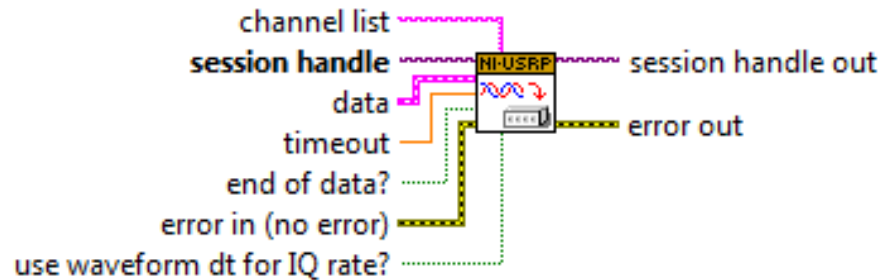 channel list
session handle
data
timeout
end of data?
error in (no error)
use waveform dt for IQ rate?
NI-USRP
session handle out
error out